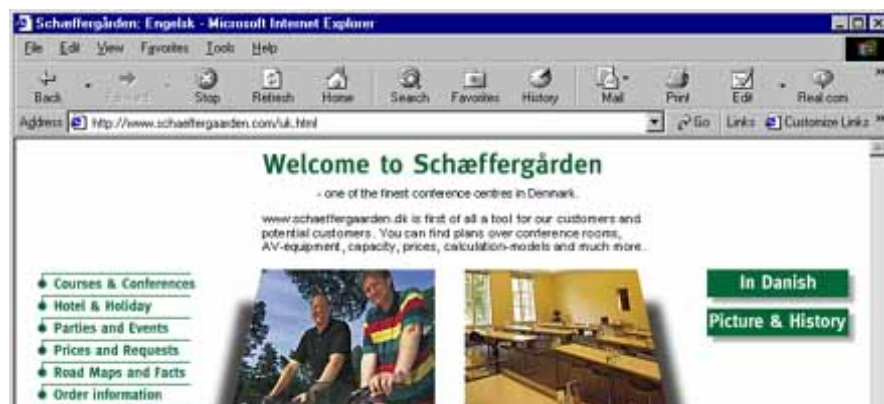 Schæffergården: Engelsk - Microsoft Internet Explorer
File Edit View Favorites Tools Help
Back Forward Stop Refresh Home Search Favorites History Mail Print Edit Real.com »
Address http://www.schaeffergaarden.com/uk.html Go Links Customize Links »
Welcome to Schæffergården
- one of the finest conference centres in Denmark.
www.schaeffergaarden.dk is first of all a tool for our customers and
potential customers. You can find plans over conference rooms,
AV-equipment, capacity, prices, calculation-models and much more.
Courses & Conferences
Hotel & Holiday
Parties and Events
Prices and Requests
Road Maps and Facts
Order information
In Danish
Picture & History